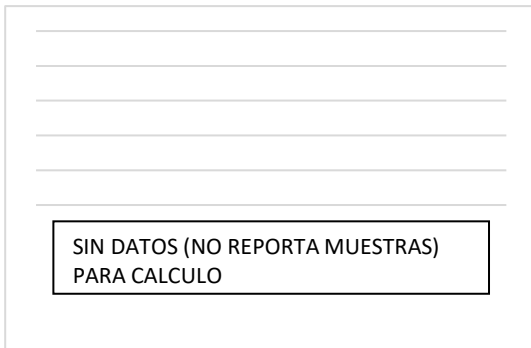 SIN DATOS (NO REPORTA MUESTRAS)
PARA CALCULO